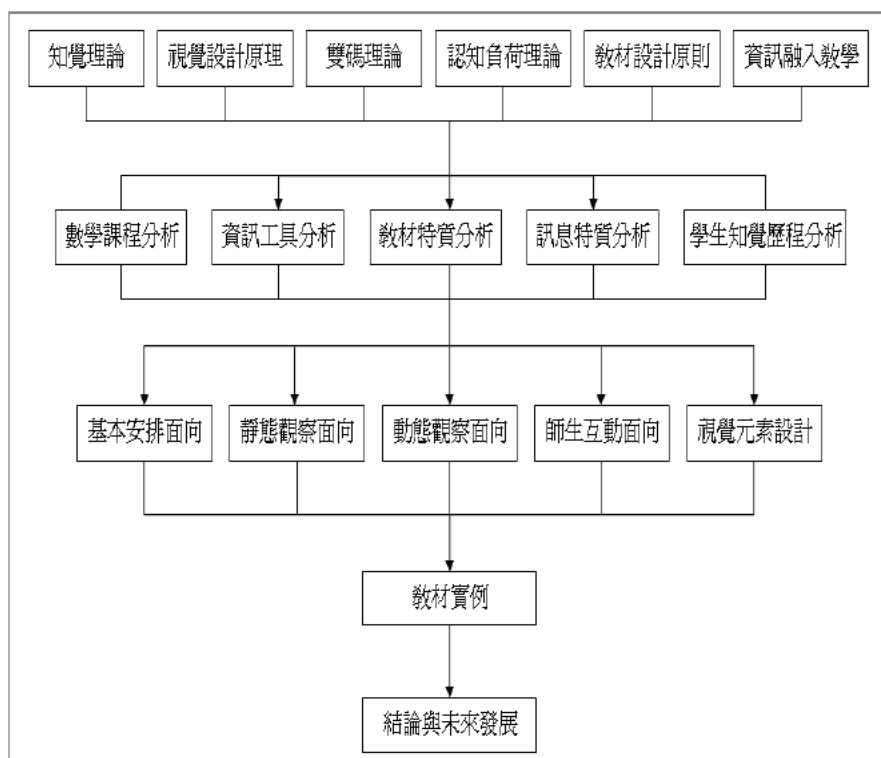 知覺理論
視覺設計原理
雙碼理論
認知負荷理論
教材設計原則
資訊融入教學
數學課程分析
資訊工具分析
教材特質分析
訊息特質分析
學生知覺歷程分析
基本安排面向
靜態觀察面向
動態觀察面向
師生互動面向
視覺元素設計
教材實例
結論與未來發展